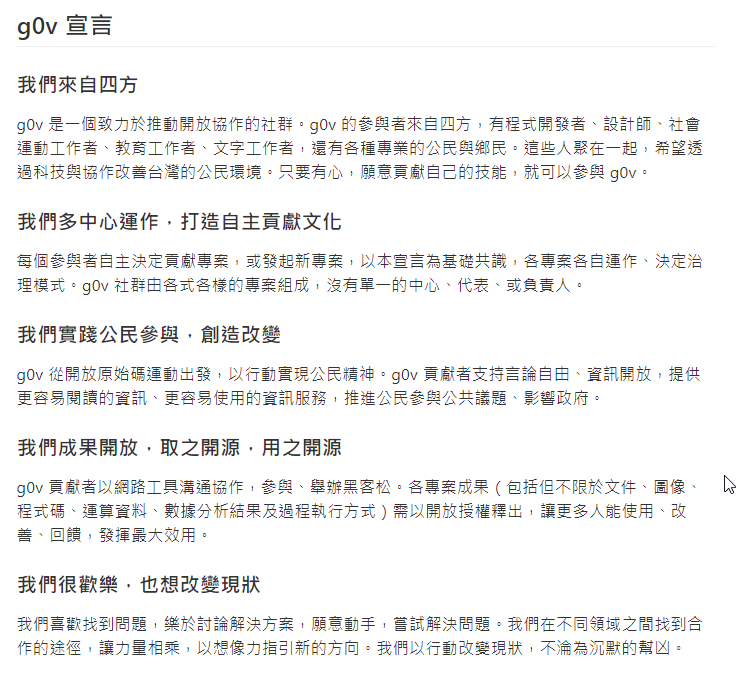 g0v 宣言
我們來自四方
g0v 是一個致力於推動開放協作的社群。g0v 的參與者來自四方，有程式開發者、設計師、社會
運動工作者、教育工作者、文字工作者，還有各種專業的公民與鄉民。這些人聚在一起，希望透
過科技與協作改善台灣的公民環境。只要有心，願意貢獻自己的技能，就可以參與 g0v。
我們多中心運作，打造自主貢獻文化
每個參與者自主決定貢獻專案，或發起新專案，以本宣言為基礎共識，各專案各自運作、決定治
理模式。g0v 社群由各式各樣的專案組成，沒有單一的中心、代表、或負責人。
我們實踐公民參與，創造改變
g0v 從開放原始碼運動出發，以行動實現公民精神。g0v 貢獻者支持言論自由、資訊開放，提供
更容易閱讀的資訊、更容易使用的資訊服務，推進公民參與公共議題、影響政府。
我們成果開放，取之開源，用之開源
g0v 貢獻者以網路工具溝通協作，參與、舉辦黑客松。各專案成果（包括但不限於文件、圖像、
程式碼、運算資料、數據分析結果及過程執行方式）需以開放授權釋出，讓更多人能使用、改
善、回饋，發揮最大效用。
我們很歡樂，也想改變現狀
我們喜歡找到問題，樂於討論解決方案，願意動手，嘗試解決問題。我們在不同領域之間找到合
作的途徑，讓力量相乘，以想像力指引新的方向。我們以行動改變現狀，不淪為沉默的幫凶。